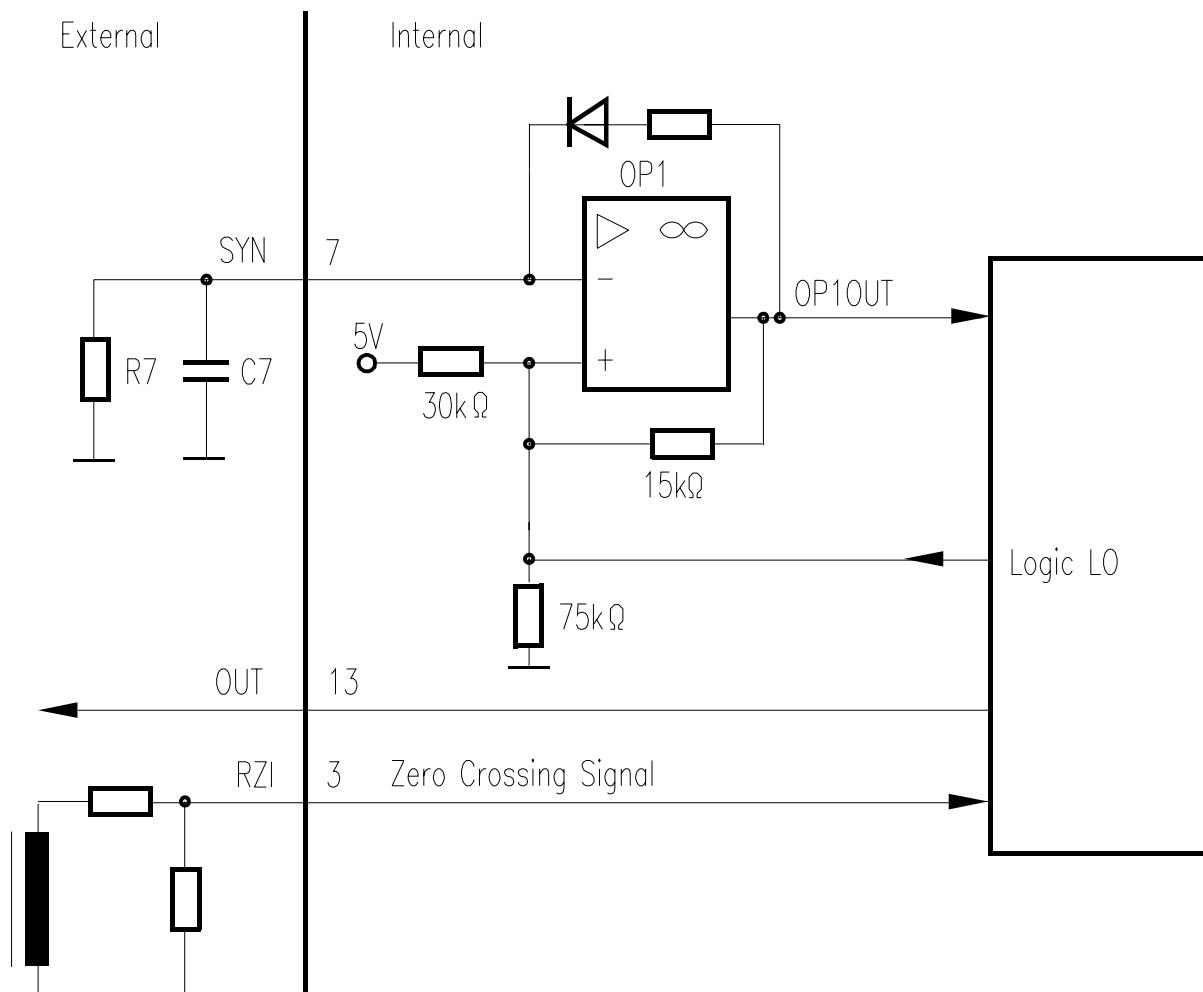 External
Internal
OP1
∞
SYN
7
−
OP1OUT
5V
+
R7
C7
30kΩ
15kΩ
Logic LO
75kΩ
OUT
13
RZI
3
Zero Crossing Signal